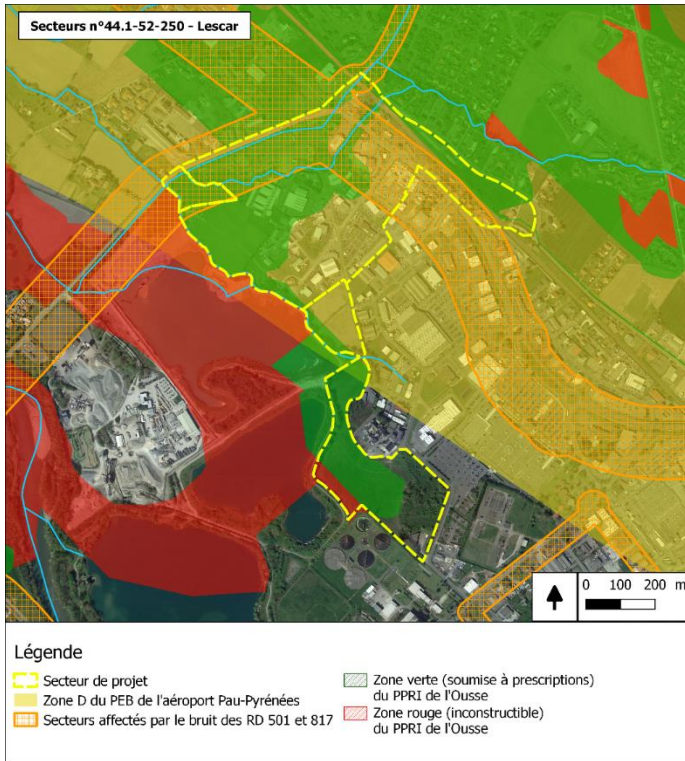 Secteurs n°44.1-52-250 - Lescar
0 100 200 m
Légende
Secteur de projet
Zone D du PEB de l'aéroport Pau-Pyrénées
Secteurs affectés par le bruit des RD 501 et 817
Zone verte (soumise à prescriptions)
du PPRI de l'Ousse
Zone rouge (inconstructible)
du PPRI de l'Ousse